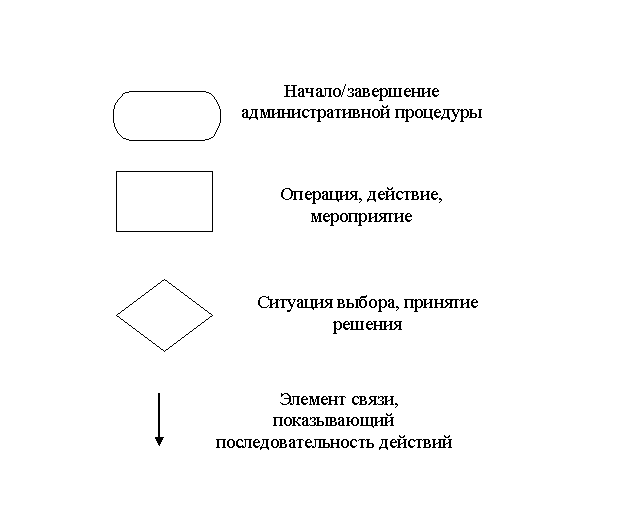 Начало/завершение
административной процедуры
Операция, действие,
мероприятие
Ситуация выбора, принятие
решения
Элемент связи,
показывающий
последовательность действий